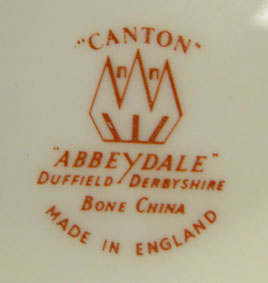 "CANTON"
"ABBEYDALE"
DUFFIELD DERBYSHIRE
BONE CHINA
MADE IN ENGLAND